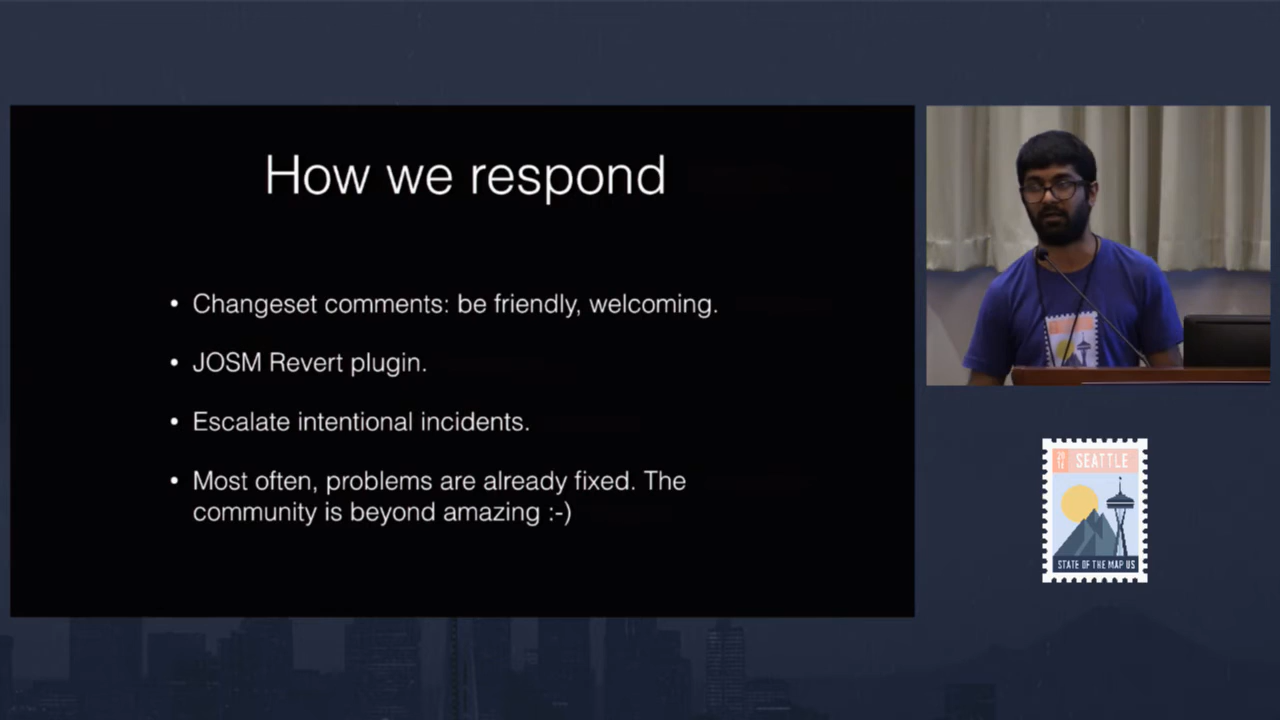 How we respond
• Changeset comments: be friendly, welcoming.
• JOSM Revert plugin.
• Escalate intentional incidents.
• Most often, problems are already fixed. The
community is beyond amazing :-)
SEATTLE
STATE OF THE MAP US